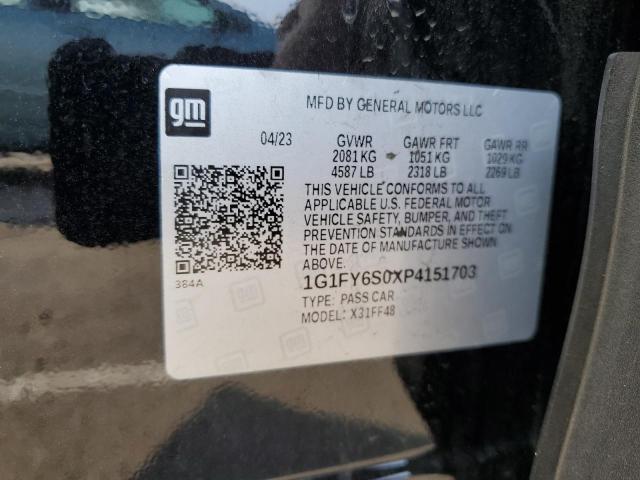 gm
MFD BY GENERAL MOTORS LLC
04/23 GVWR GAWR FRT GAWR RR
2081 KG 1051 KG 1029 KG
4587 LB 2318 LB 2269 LB
THIS VEHICLE CONFORMS TO ALL
APPLICABLE U.S. FEDERAL MOTOR
VEHICLE SAFETY, BUMPER, AND THEFT
PREVENTION STANDARDS IN EFFECT ON
THE DATE OF MANUFACTURE SHOWN
ABOVE.
384A
1G1FY6S0XP4151703
TYPE: PASS CAR
MODEL: X31FF48